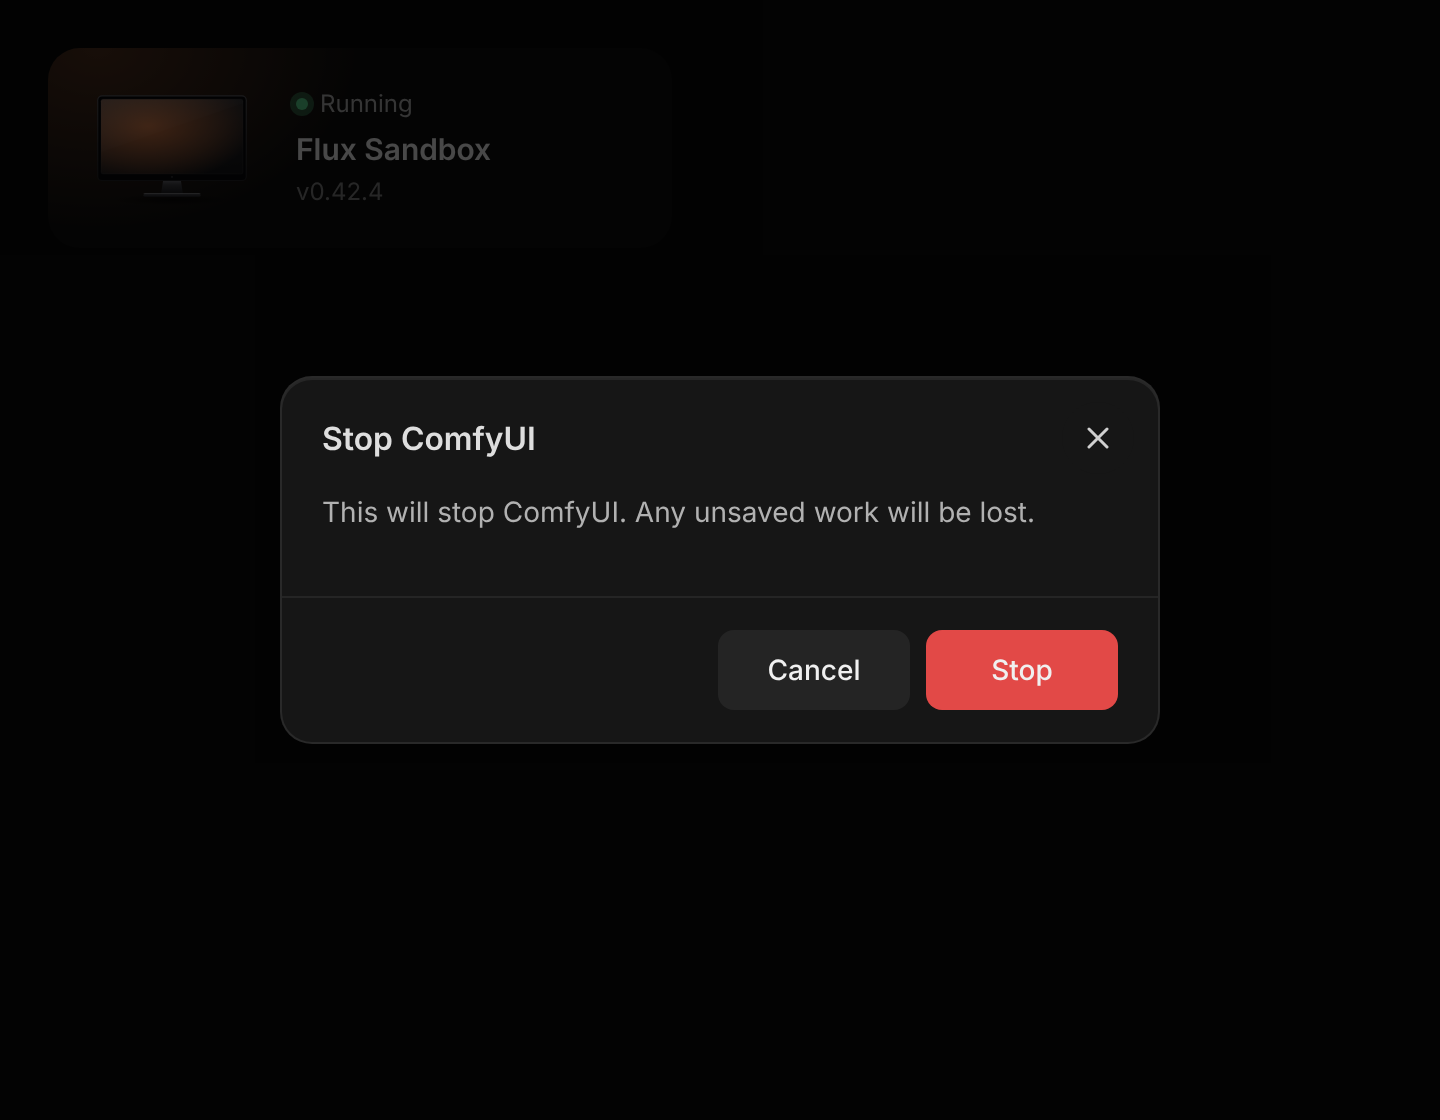 Running
Flux Sandbox
v0.42.4
Stop ComfyUI
This will stop ComfyUI. Any unsaved work will be lost.
Cancel
Stop